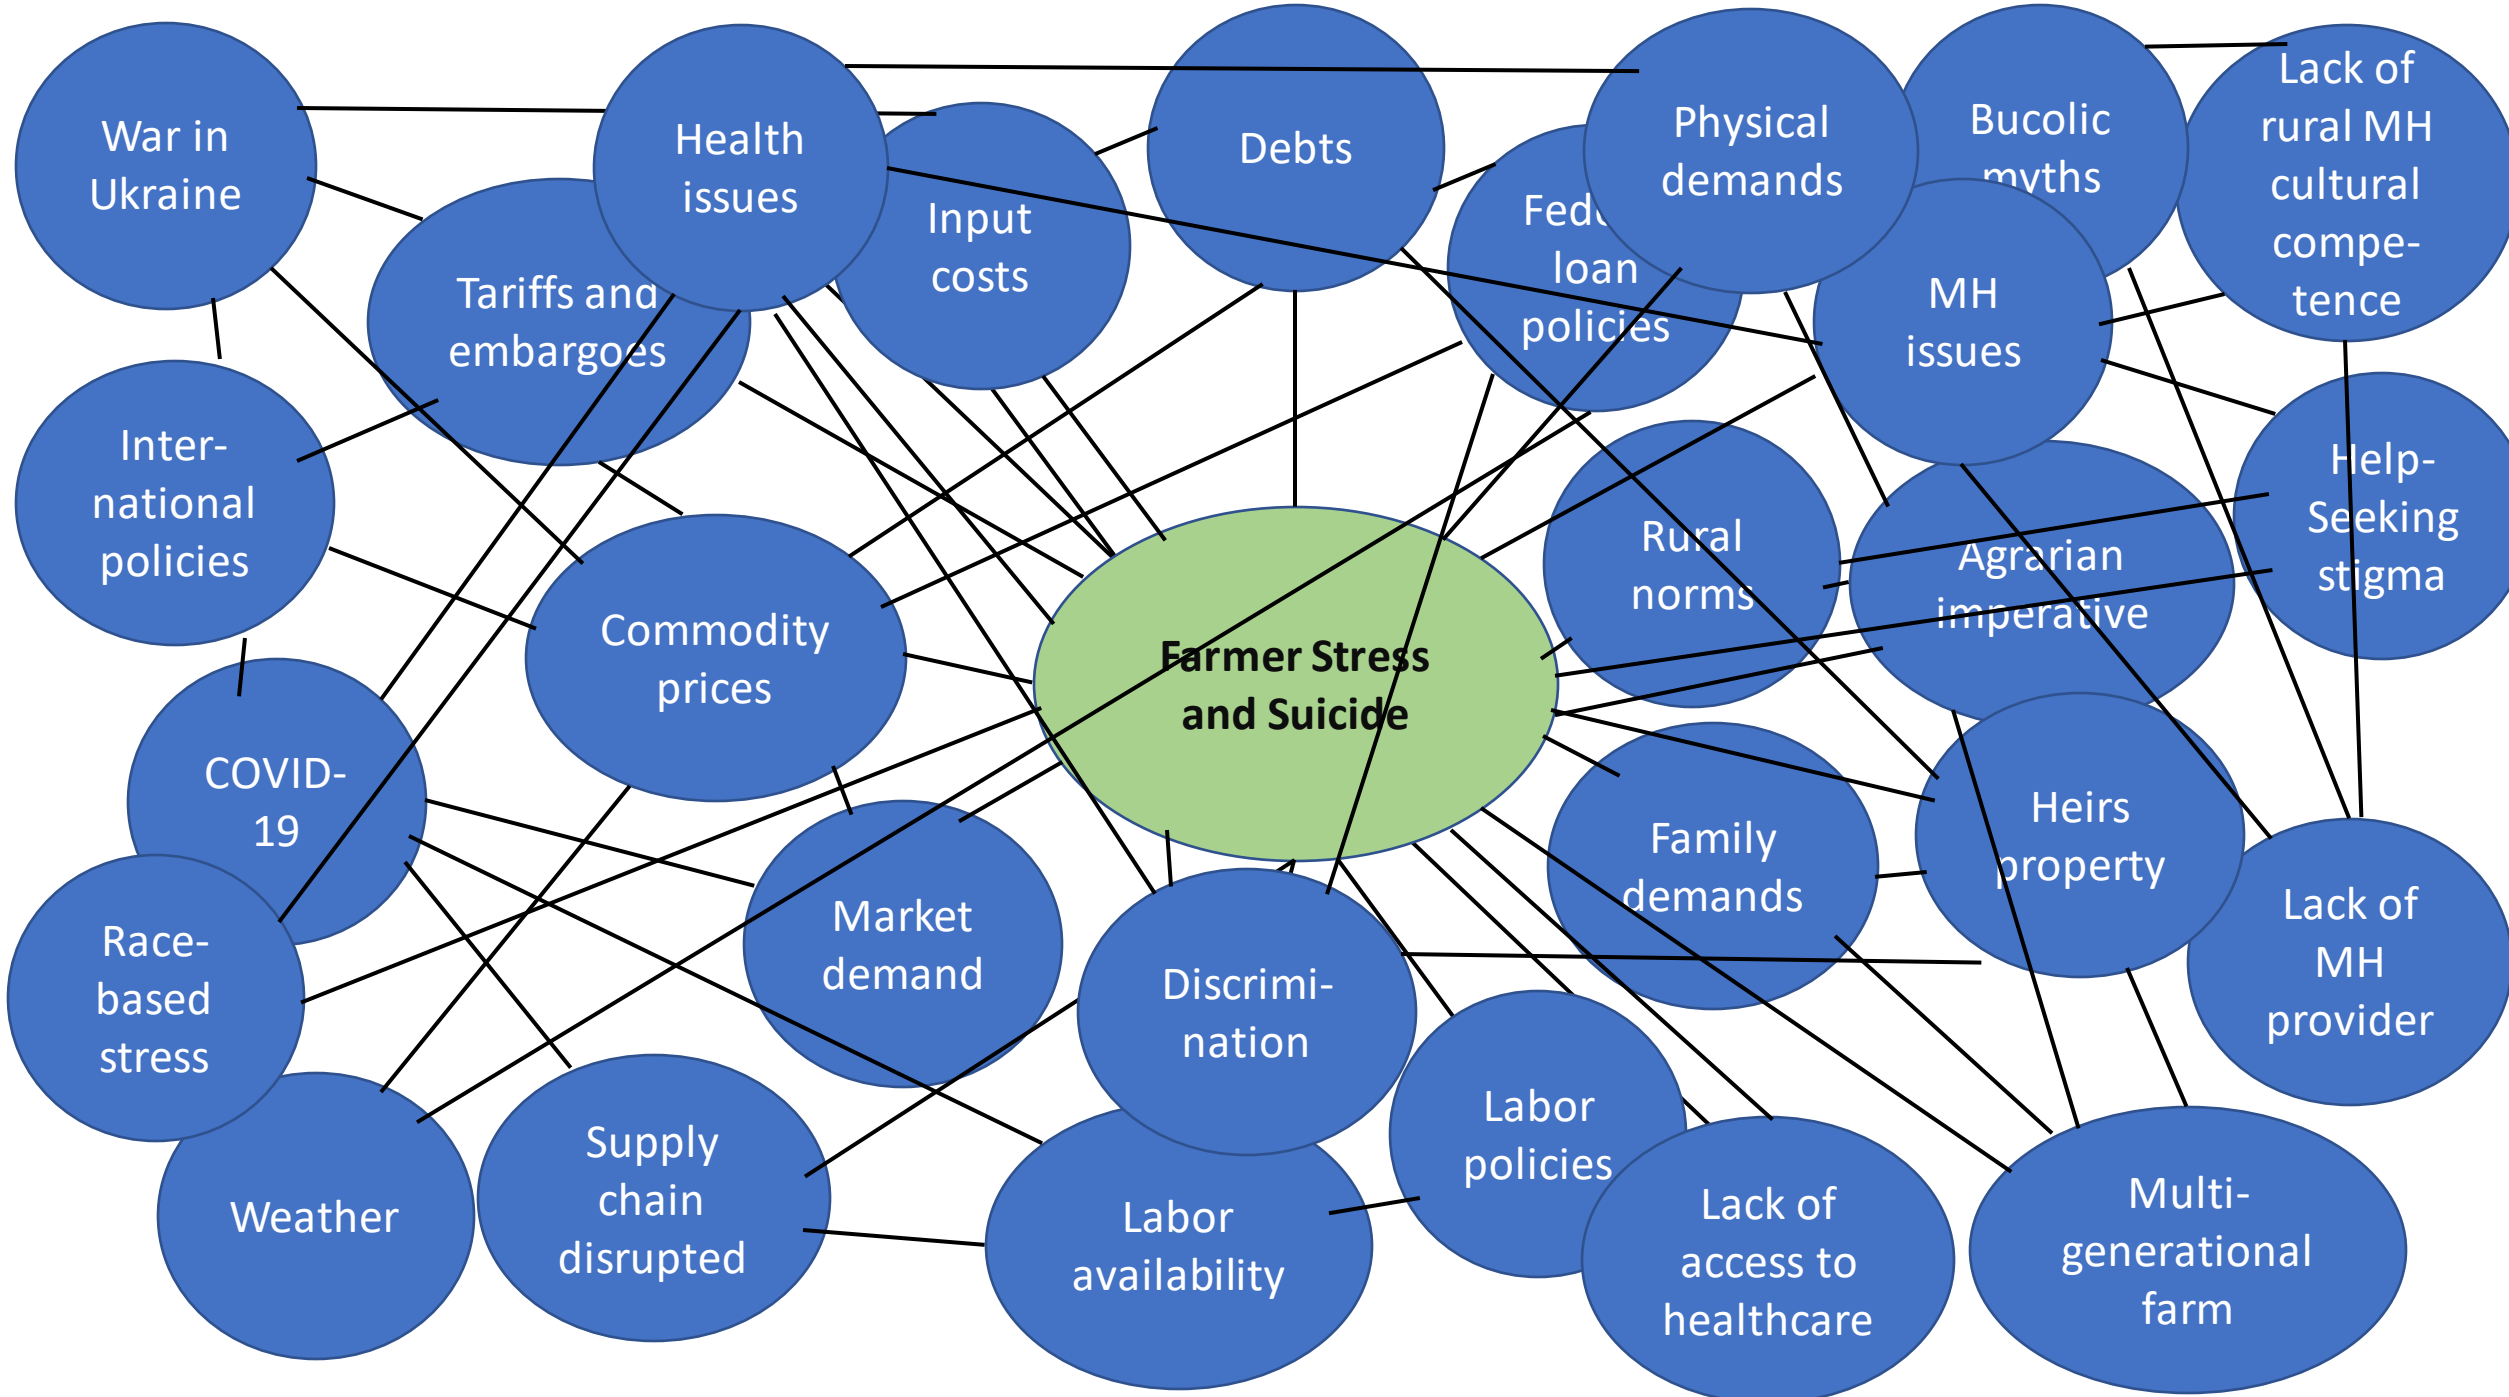 War in
Ukraine
Health
issues
Input
costs
Debts
Physical
demands
Bucolic
myths
Lack of
rural MH
cultural
compe-
tence
Tariffs and
embargoes
loan
policies
MH
issues
Inter-
national
policies
Commodity
prices
Farmer Stress
and Suicide
Rural
norms
Agrarian
imperative
Help-
Seeking
stigma
COVID-
19
Race-
based
stress
Market
demand
Discrimi-
nation
Family
demands
Heirs
property
Lack of
MH
provider
Weather
Supply
chain
disrupted
Labor
availability
Labor
policies
Lack of
access to
healthcare
Multi-
generational
farm